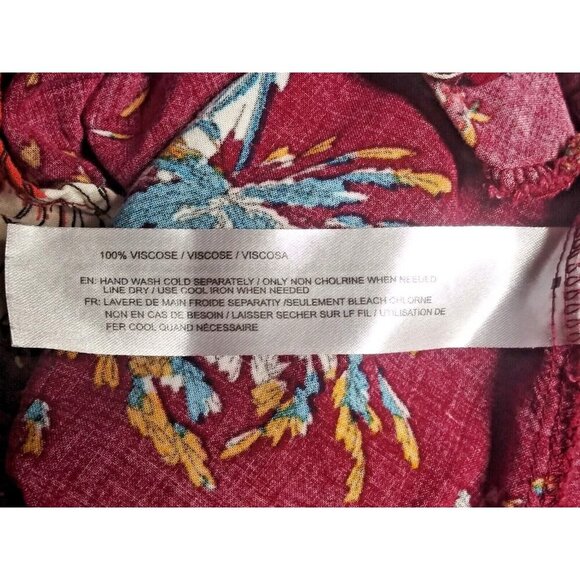 100% VISCOSE / VISCOSE / VISCOSA
EN: HAND WASH COLD SEPARATELY / ONLY NON CHOLRINE WHEN NEEULD
LINE DRY / USE COOL IRON WHEN NEEDED
FR: LAVERE DE MAIN FROIDE SEPARATIY /SEULEMENT BLEACH CHLORNE
NON EN CAS DE BESOIN / LAISSER SECHER SUR LF FIL / UTILISATION DE
FER COOL QUAND NÉCESSAIRE